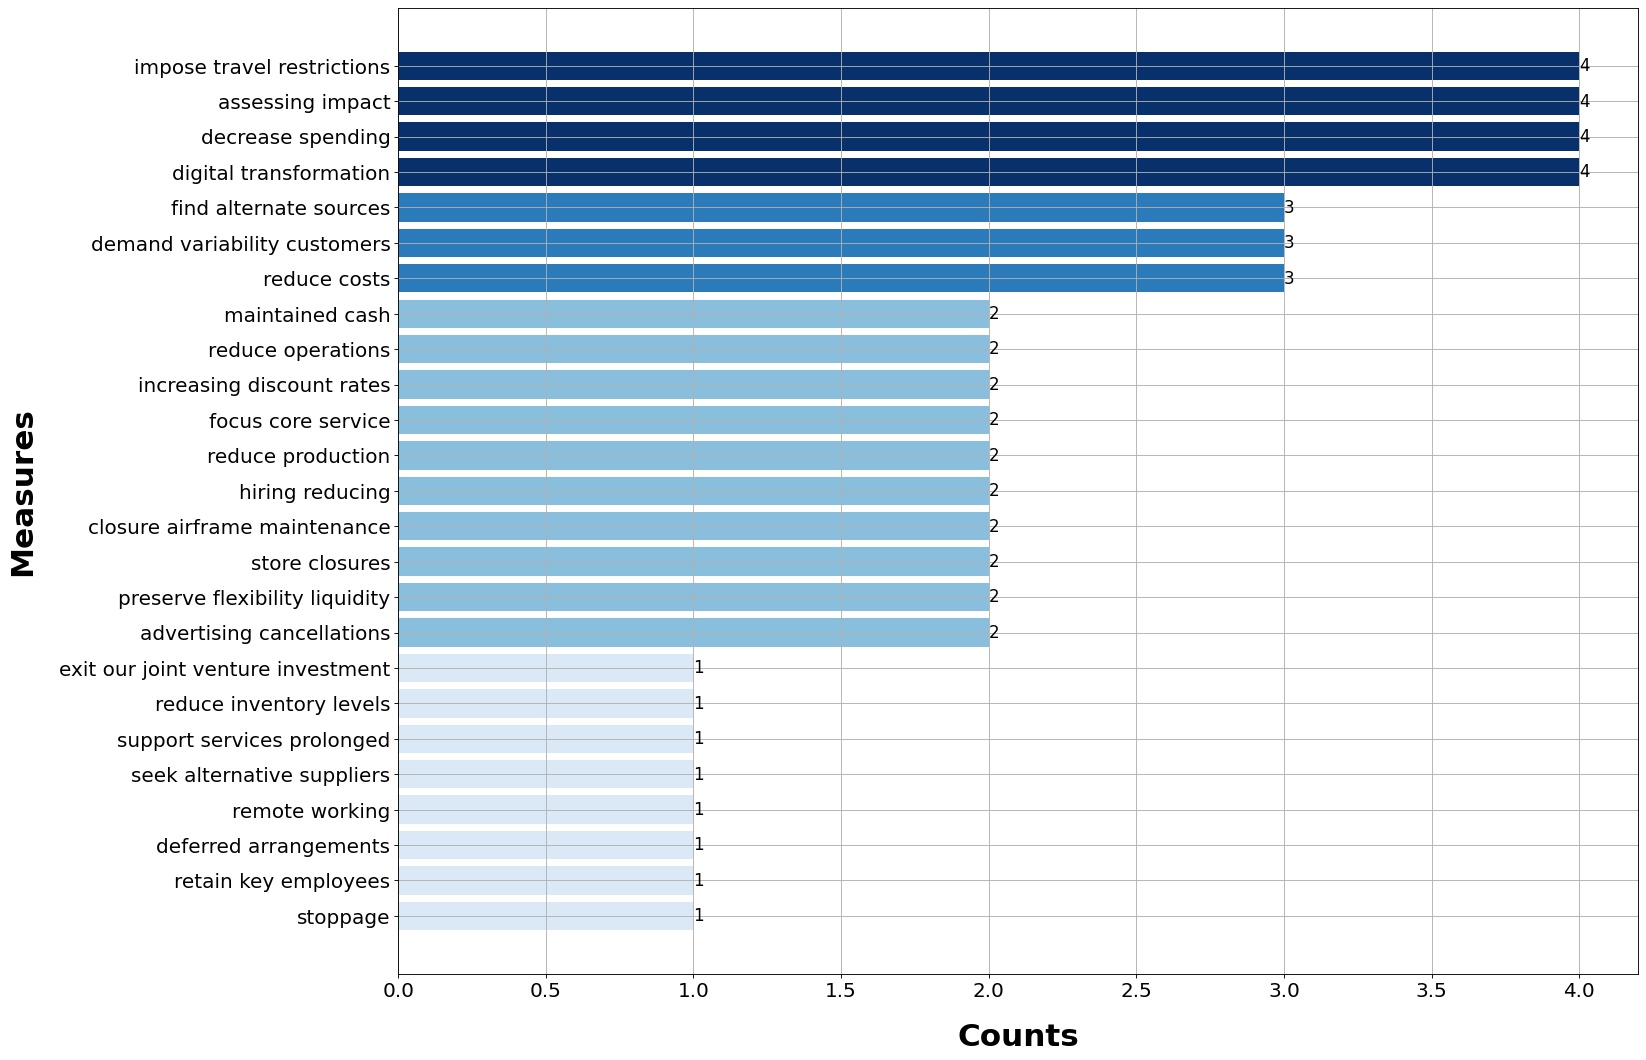 impose travel restrictions 4
assessing impact 4
decrease spending 4
digital transformation 4
find alternate sources 3
demand variability customers 3
reduce costs 3
maintained cash 2
reduce operations 2
increasing discount rates 2
focus core service 2
reduce production 2
hiring reducing 2
closure airframe maintenance 2
store closures 2
preserve flexibility liquidity 2
advertising cancellations 2
exit our joint venture investment 1
reduce inventory levels 1
support services prolonged 1
seek alternative suppliers 1
remote working 1
deferred arrangements 1
retain key employees 1
stoppage 1
Measures
0.0 0.5 1.0 1.5 2.0 2.5 3.0 3.5 4.0
Counts